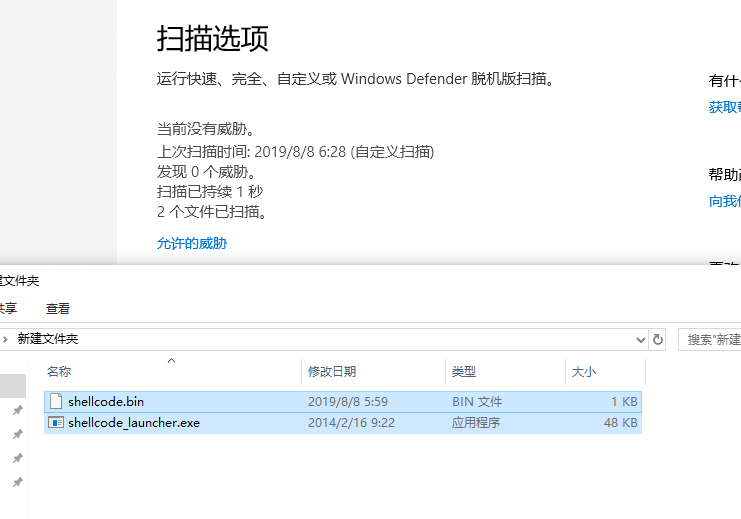 扫描选项
运行快速、完全、自定义或 Windows Defender 脱机版扫描。
有什
获取
当前没有威胁。
上次扫描时间: 2019/8/8 6:28 (自定义扫描)
发现 0 个威胁。
扫描已持续 1 秒
2 个文件已扫描。
帮助
向我
允许的威胁
文件夹
共享 查看
新建文件夹
搜索"新建
名称 修改日期 类型 大小
shellcode.bin 2019/8/8 5:59 BIN 文件 1 KB
shellcode_launcher.exe 2014/2/16 9:22 应用程序 48 KB